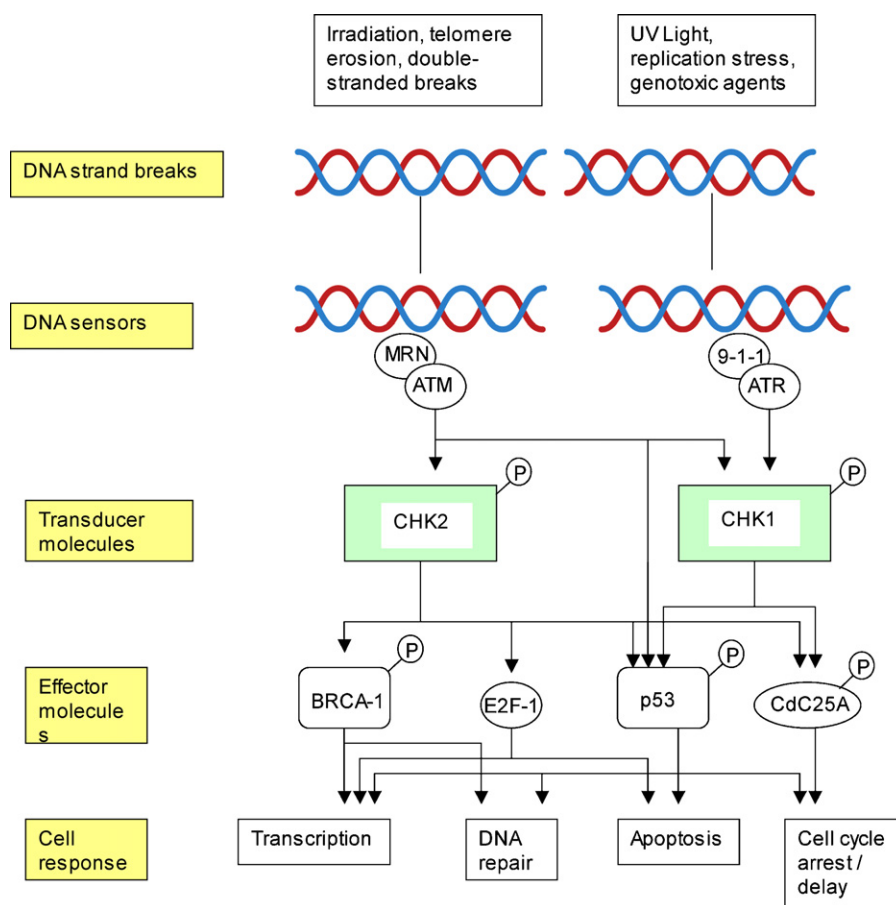 Irradiation, telomere
erosion, double-
stranded breaks
UV Light,
replication stress,
genotoxic agents
DNA strand breaks
DNA sensors
MRN
ATM
9-1-1
ATR
P
P
Transducer
molecules
CHK2
CHK1
P
P
P
Effector
molecule
s
BRCA-1
E2F-1
p53
CdC25A
Cell
response
Transcription
DNA
repair
Apoptosis
Cell cycle
arrest /
delay